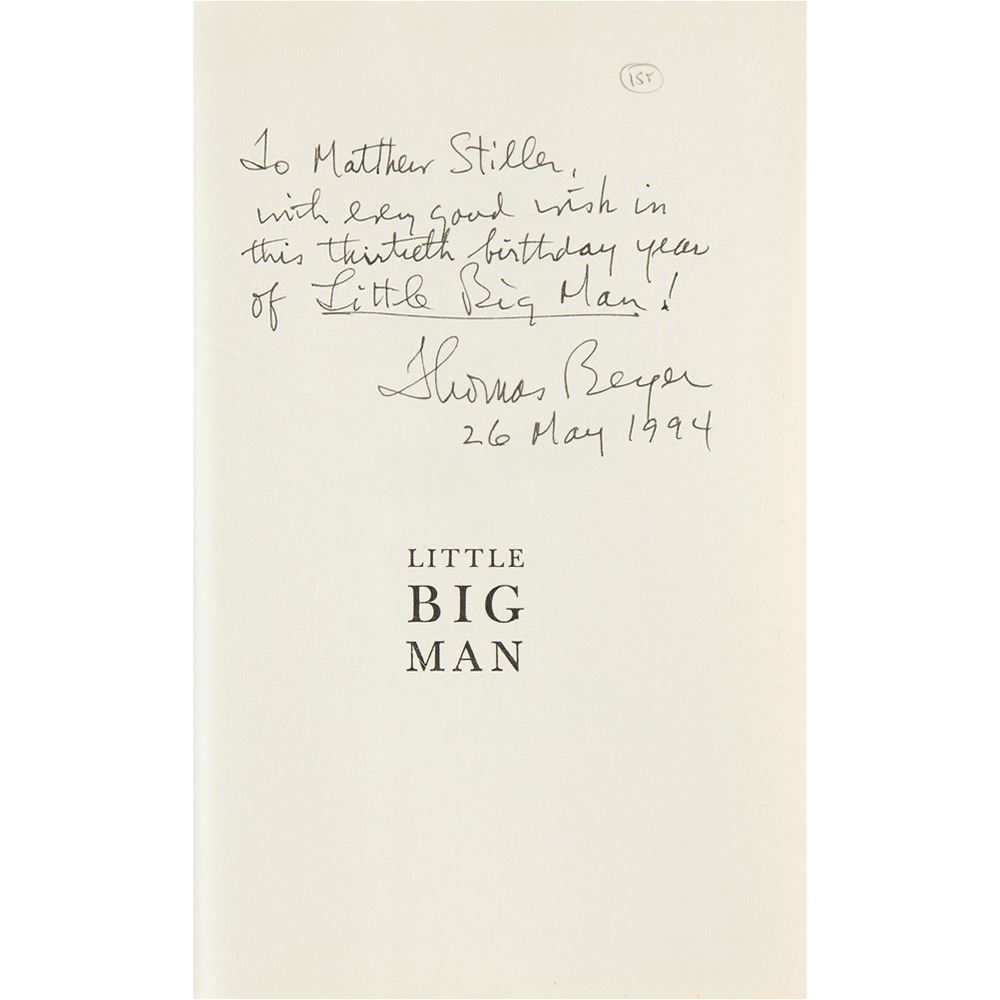 1st
To Matthew Stiller,
with every good wish in
this thirtieth birthday year
of Little Big Man!
Thomas Berger
26 May 1994
LITTLE
BIG
MAN